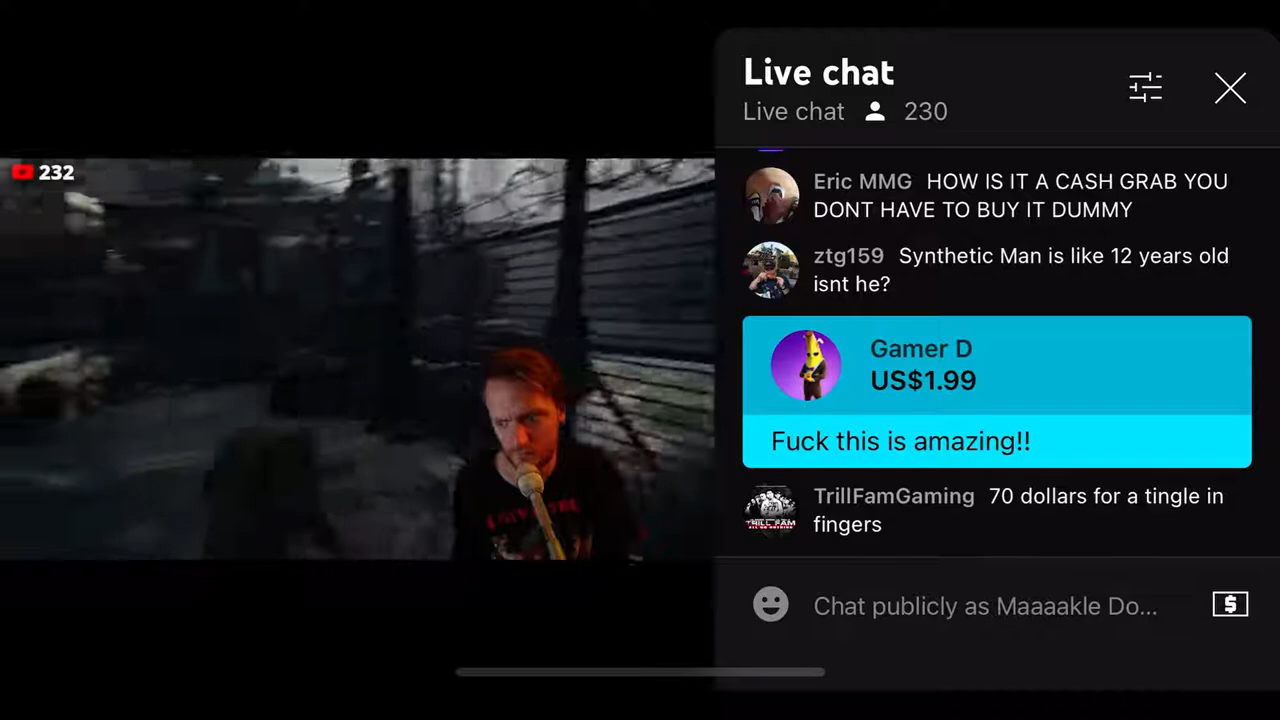 Live chat
Live chat 230
232
Eric MMG HOW IS IT A CASH GRAB YOU
DONT HAVE TO BUY IT DUMMY
ztg159 Synthetic Man is like 12 years old
isnt he?
Gamer D
US$1.99
Fuck this is amazing!!
TrillFamGaming 70 dollars for a tingle in
fingers
TRILL FAM
Chat publicly as Maaaakle Do...
$